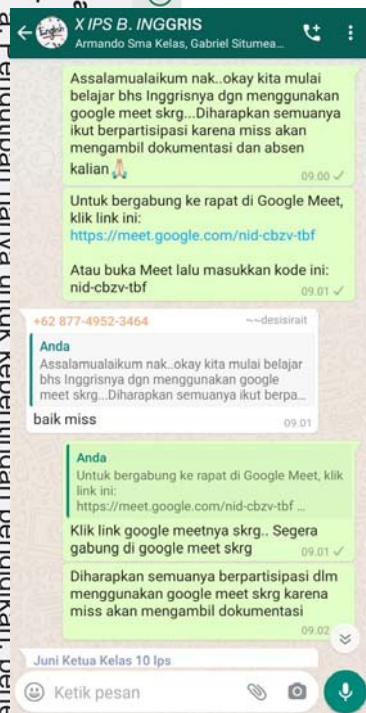 X IPS B. INGGRIS
Armando Sma Kelas, Gabriel Situmea...
Assalamualaikum nak..okay kita mulai
belajar bhs Inggrisnya dgn menggunakan
google meet skrg...Diharapkan semuanya
ikut berpartisipasi karena miss akan
mengambil dokumentasi dan absen
kalian🙏🏻
09.00
Untuk bergabung ke rapat di Google Meet,
klik link ini:
https://meet.google.com/nid-cbzv-tbf
Atau buka Meet lalu masukkan kode ini:
nid-cbzv-tbf
09.01
+62 877-4952-3464 ~~desisirait
Anda
Assalamualaikum nak..okay kita mulai belajar
bhs Inggrisnya dgn menggunakan google
meet skrg...Diharapkan semuanya ikut berpa...
baik miss
09.01
Anda
Untuk bergabung ke rapat di Google Meet, klik
link ini:
https://meet.google.com/nid-cbzv-tbf ...
Klik link google meetnya skrg.. Segera
gabung di google meet skrg
09.01
Diharapkan semuanya berpartisipasi dlm
menggunakan google meet skrg karena
miss akan mengambil dokumentasi
09.02
Juni Ketua Kelas 10 Ips
Ketik pesan
a. Pengutipan hanya untuk kepentingan pendidikan,